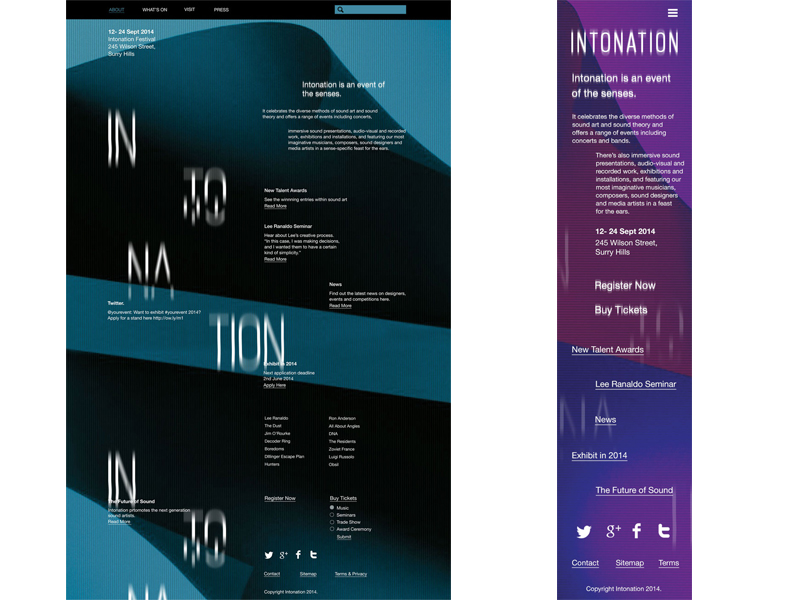 ABOUT
WHAT'S ON
VISIT
PRESS
12- 24 Sept 2014
Intonation Festival
245 Wilson Street,
Surry Hills
Intonation is an event of
the senses.
It celebrates the diverse methods of sound art and sound
theory and offers a range of events including concerts,
immersive sound presentations, audio-visual and recorded
work, exhibitions and installations, and featuring our most
imaginative musicians, composers, sound designers and
media artists in a sense-specific feast for the ears.
IN
TO
NA
TION
New Talent Awards
See the winnning entries within sound art
Read More
Lee Ranaldo Seminar
Hear about Lee's creative process.
"In this case, I was making decisions,
and I wanted them to have a certain
kind of simplicity."
Read More
News
Find out the latest news on designers,
events and competitions here.
Read More
Twitter.
@yourevent: Want to exhibit #yourevent 2014?
Apply for a stand here http://ow.ly/m1
Exhibit in 2014
Next application deadline
2nd June 2014
Apply Here
Lee Ranaldo
The Dust
Jim O'Rourke
Decoder Ring
Boredoms
Dillinger Escape Plan
Hunters
Ron Anderson
All About Angles
DNA
The Residents
Zoviet France
Luigi Russolo
Obsil
IN
TO
NA
The Future of Sound
Intonation prtomotes the next generation
sound artists.
Read More
Register Now
Buy Tickets
Music
Seminars
Trade Show
Award Ceremony
Submit
Contact
Sitemap
Terms & Privacy
Copyright Intonation 2014.
INTONATION
Intonation is an event
of the senses.
It celebrates the diverse methods of
sound art and sound theory and
offers a range of events including
concerts and bands.
There's also immersive sound
presentations, audio-visual and
recorded work, exhibitions and
installations, and featuring our
most imaginative musicians,
composers, sound designers
and media artists in a feast
for the ears.
12- 24 Sept 2014
245 Wilson Street,
Surry Hills
Register Now
Buy Tickets
New Talent Awards
Lee Ranaldo Seminar
News
Exhibit in 2014
The Future of Sound
Contact
Sitemap
Terms
Copyright Intonation 2014.